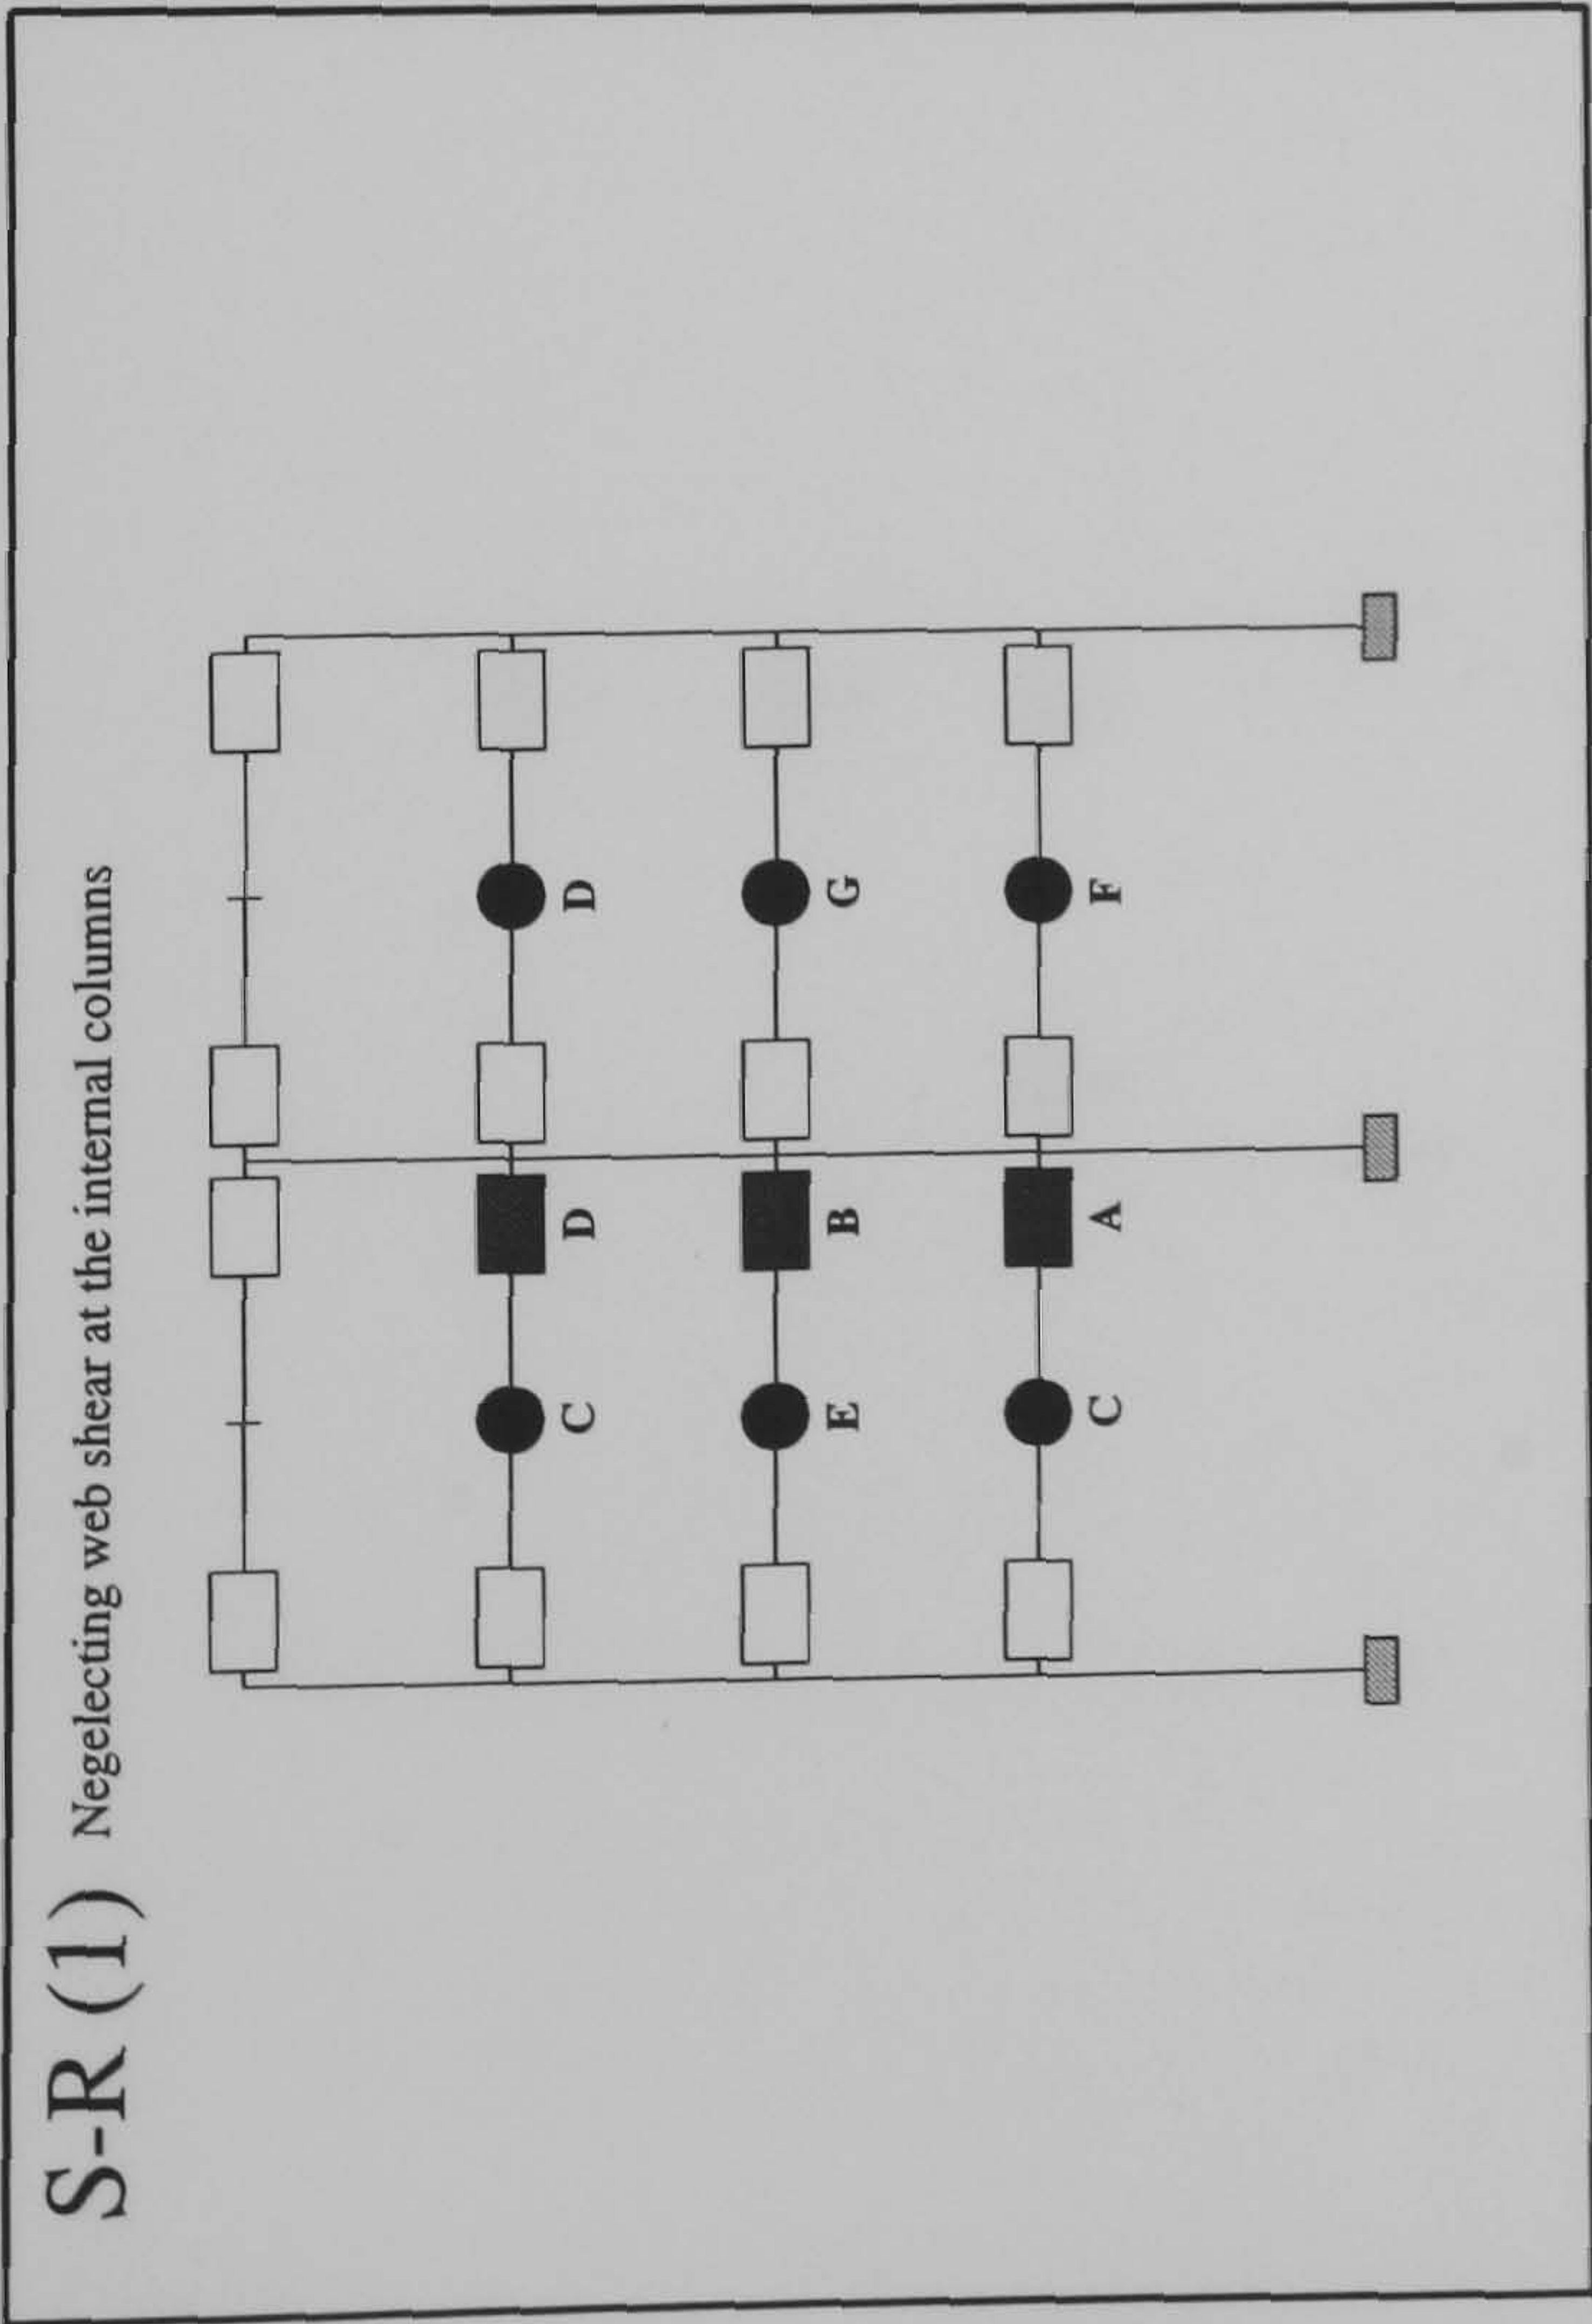 S-R (1) Negelecting web shear at the internal columns
C D D
E B G
C A F